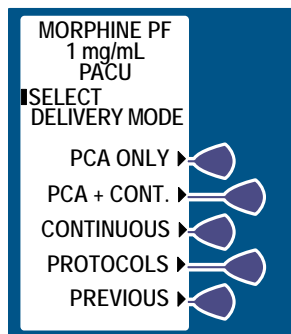 MORPHINE PF
1 mg/mL
PACU
SELECT
DELIVERY MODE
PCA ONLY
PCA + CONT.
CONTINUOUS
PROTOCOLS
PREVIOUS